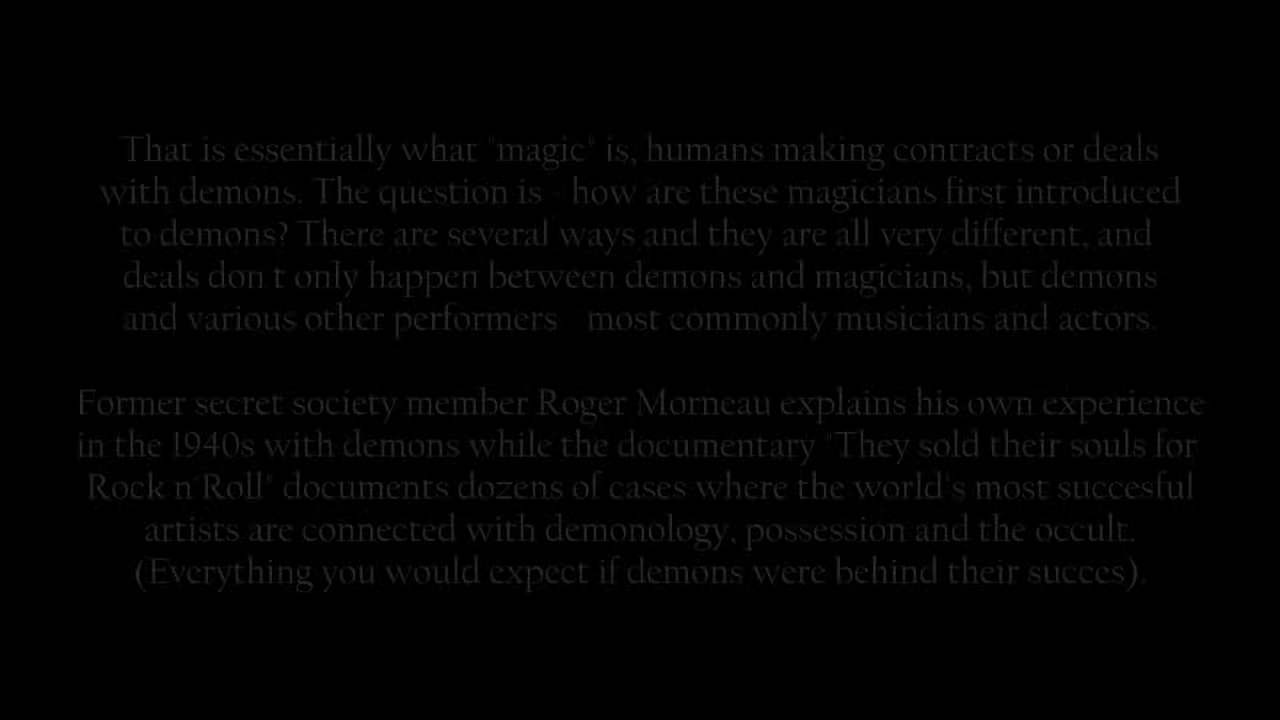 That is essentially what "magic" is, humans making contracts or deals
with demons. The question is - how are these magicians first introduced
to demons? There are several ways and they are all very different, and
deals don t only happen between demons and magicians, but demons
and various other performers   most commonly musicians and actors.
Former secret society member Roger Morneau explains his own experience
in the 1940s with demons while the documentary "They sold their souls for
Rock n Roll" documents dozens of cases where the world's most succesful
artists are connected with demonology, possession and the occult.
(Everything you would expect if demons were behind their succes).